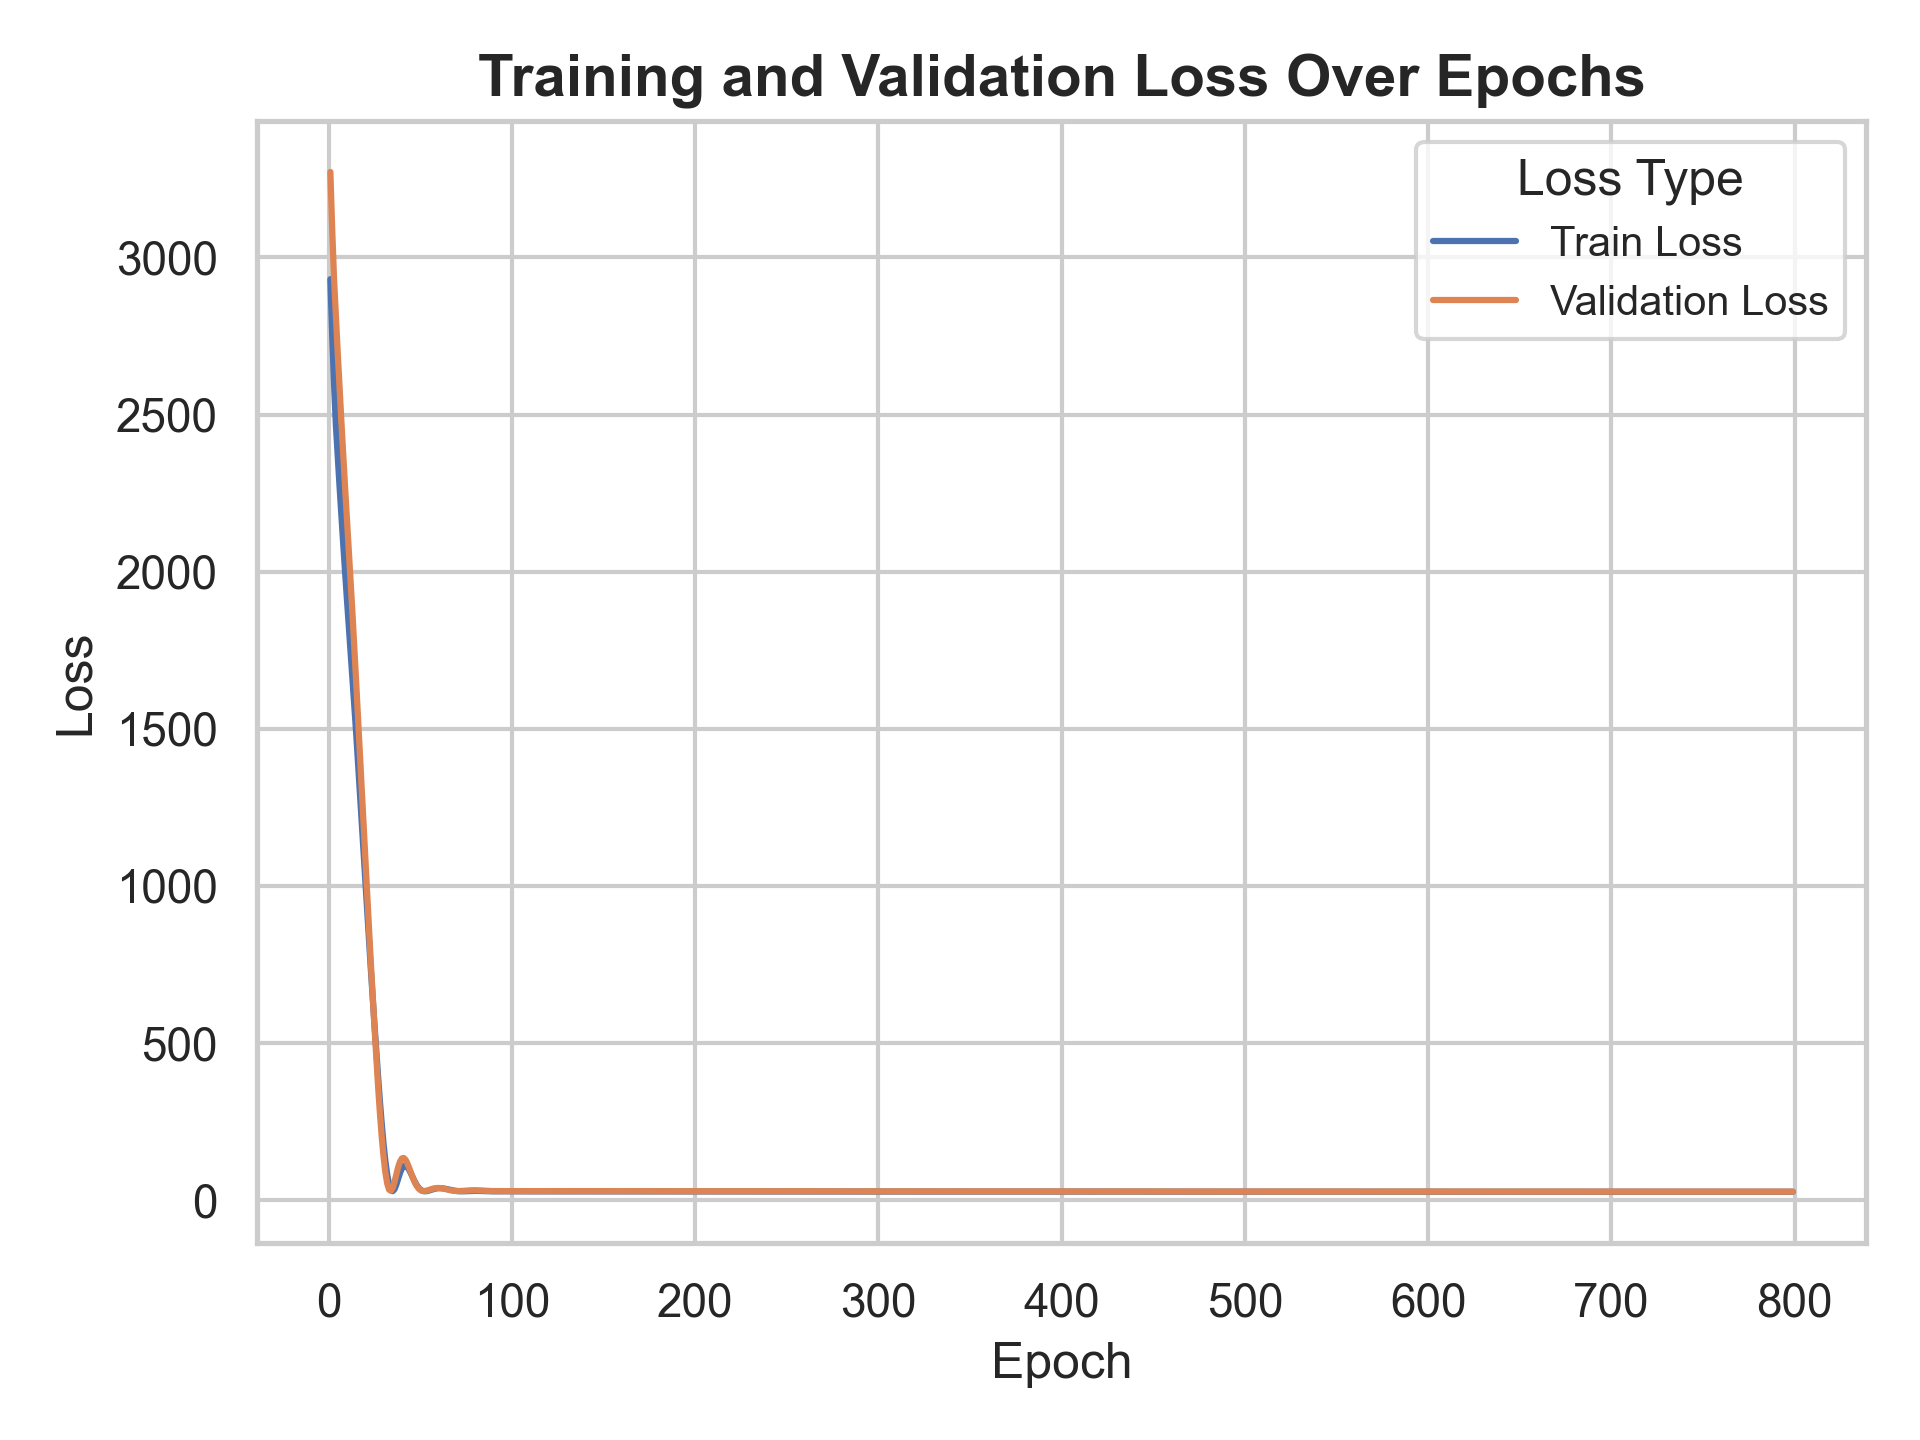 Training and Validation Loss Over Epochs
Loss Type
Train Loss
Validation Loss
Loss
3000
2500
2000
1500
1000
500
0
0 100 200 300 400 500 600 700 800
Epoch